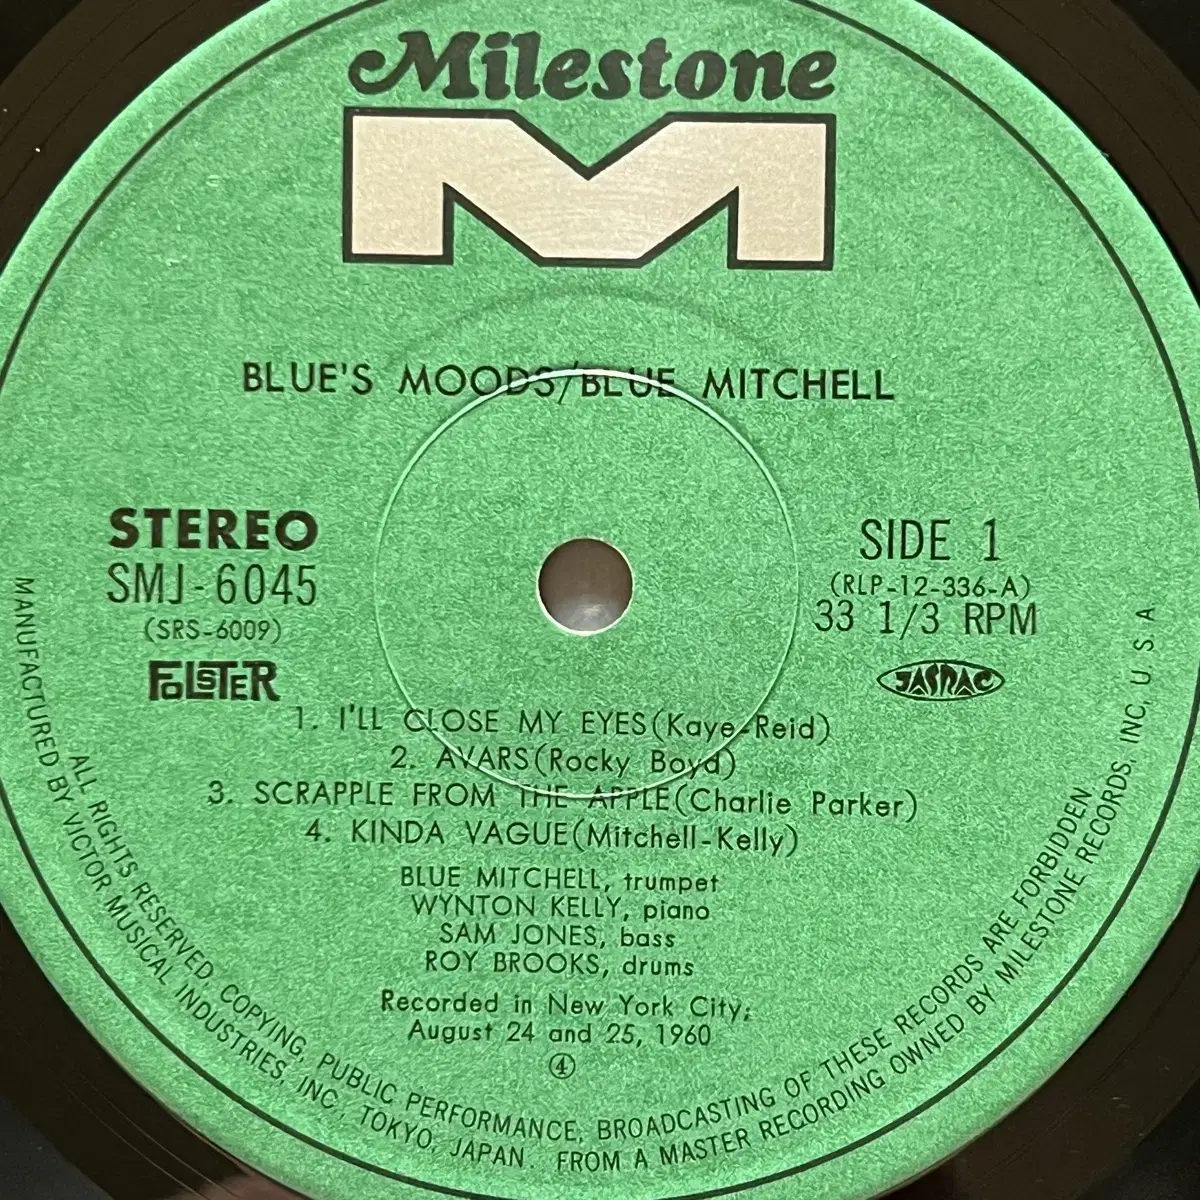 Milestone
BLUE'S MOODS/BLUE MITCHELL
STEREO
SMJ-6045
(SRS-6009)
FOLSTER
SIDE 1
(RLP-12-336-A)
33 1/3 RPM
JASRAC
1. I'LL CLOSE MY EYES(Kaye-Reid)
2. AVARS(Rocky Boyd)
3. SCRAPPLE FROM THE APPLE(Charlie Parker)
4. KINDA VAGUE(Mitchell-Kelly)
BLUE MITCHELL, trumpet
WYNTON KELLY, piano
SAM JONES, bass
ROY BROOKS, drums
Recorded in New York City;
August 24 and 25, 1960
④
ALL RIGHTS RESERVED. COPYING, PUBLIC PERFORMANCE, BROADCASTING OF THESE RECORDS ARE FORBIDDEN
MANUFACTURED BY VICTOR MUSICAL INDUSTRIES, INC., TOKYO, JAPAN. FROM A MASTER RECORDING OWNED BY MILESTONE RECORDS, INC, U. S. A